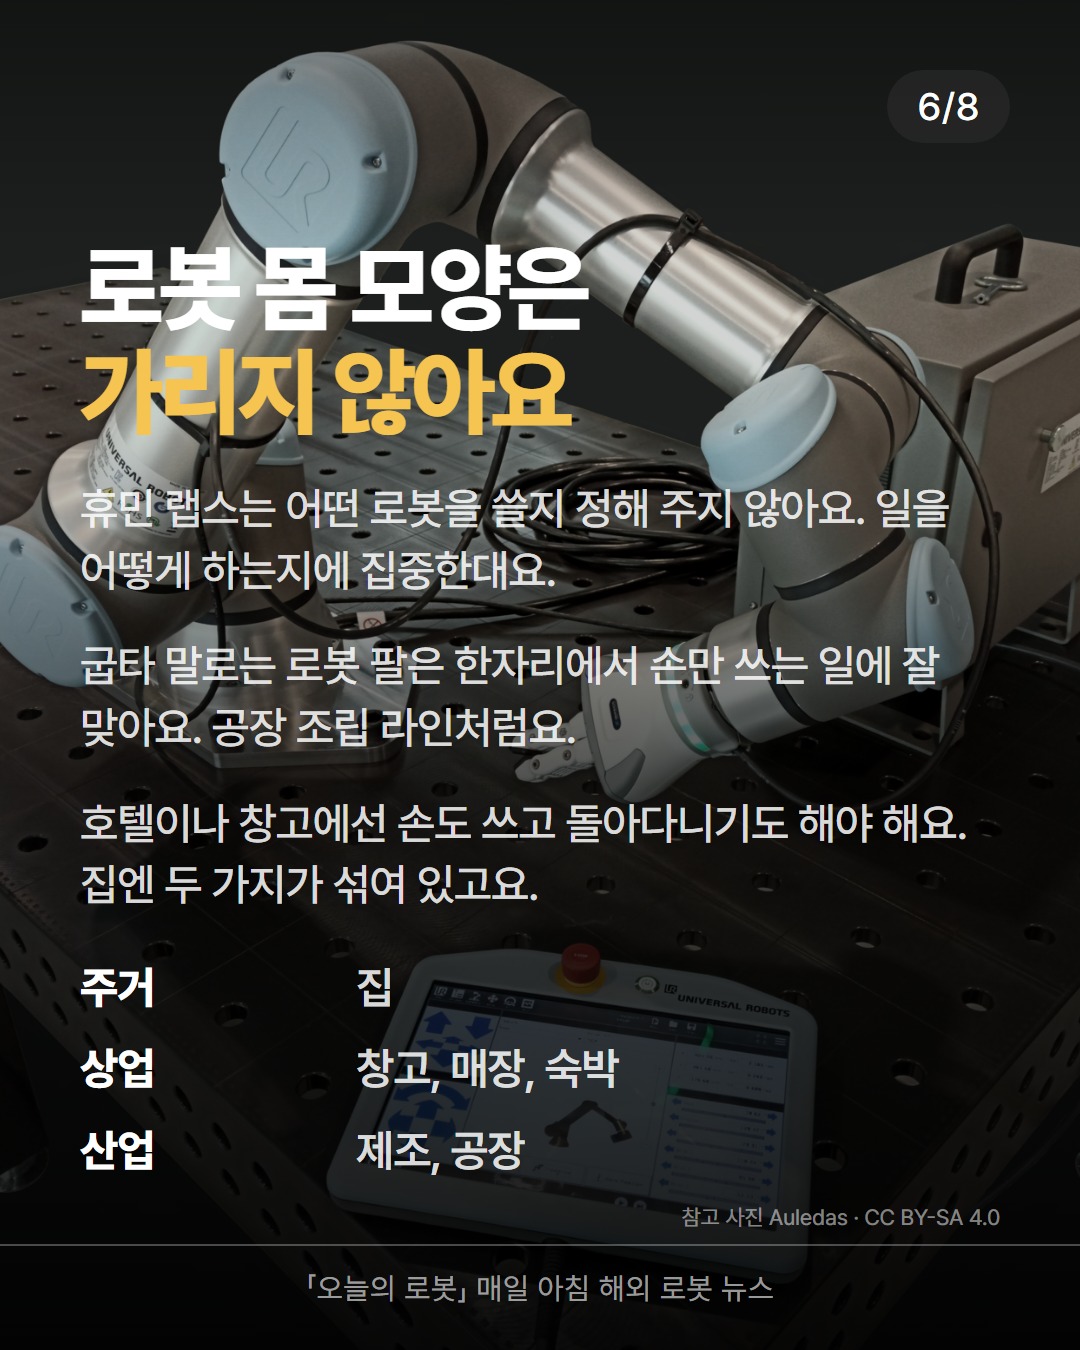 6/8
로봇 몸 모양은
가리지 않아요
UNIVERSAL ROBOTS
휴민 랩스는 어떤 로봇을 쓸지 정해 주지 않아요. 일을
어떻게 하는지에 집중한대요.
굽타 말로는 로봇 팔은 한자리에서 손만 쓰는 일에 잘
맞아요. 공장 조립 라인처럼요.
호텔이나 창고에선 손도 쓰고 돌아다니기도 해야 해요.
집엔 두 가지가 섞여 있고요.
UNIVERSAL ROBOTS
주거 집
상업 창고, 매장, 숙박
산업 제조, 공장
참고 사진 Auledas · CC BY-SA 4.0
「오늘의 로봇」 매일 아침 해외 로봇 뉴스